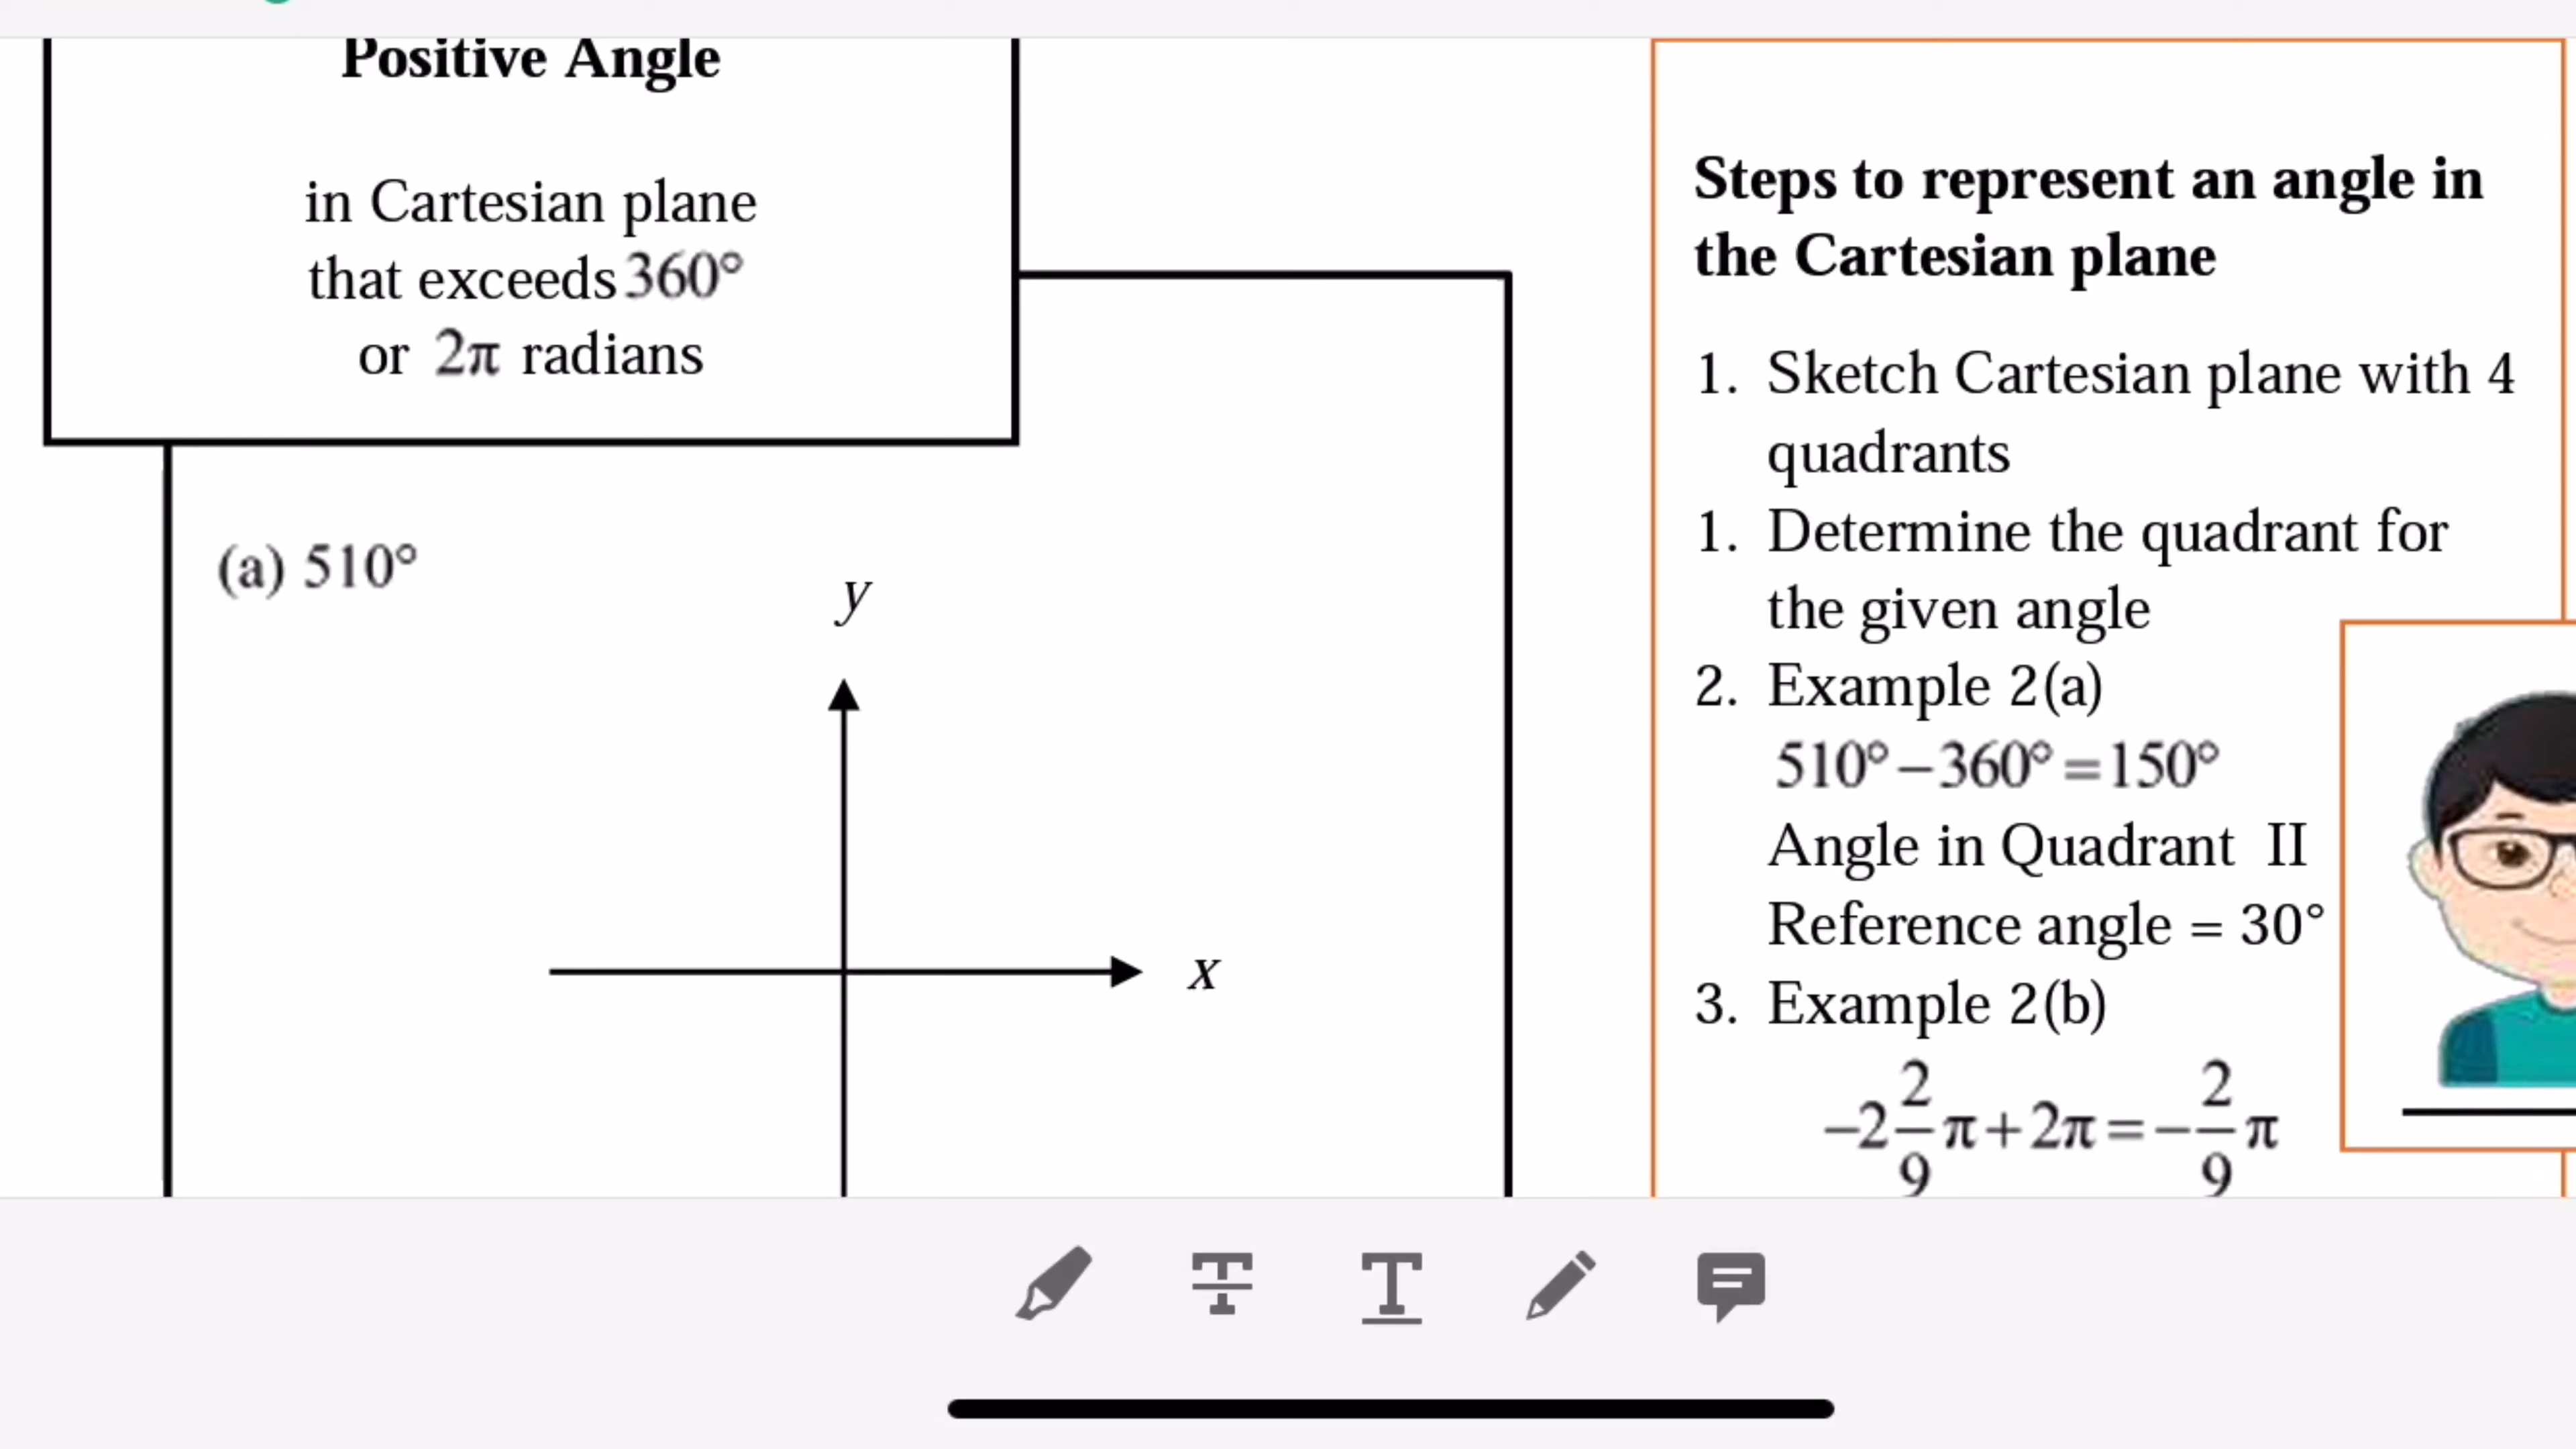 Positive Angle
in Cartesian plane
that exceeds 360°
or 2π radians
(a) 510°
y
x
Steps to represent an angle in
the Cartesian plane
1. Sketch Cartesian plane with 4
quadrants
1. Determine the quadrant for
the given angle
2. Example 2(a)
510° – 360° = 150°
Angle in Quadrant II
Reference angle = 30°
3. Example 2(b)
–2 2/9 π + 2π = – 2/9 π